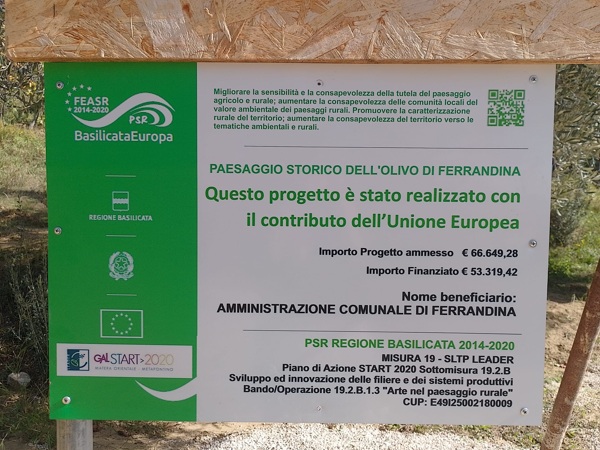 FEASR
2014-2020
PSR
BasilicataEuropa
REGIONE BASILICATA
GAL START>2020
MATERA ORIENTALE - METAPONTINO
Migliorare la sensibilità e la consapevolezza della tutela del paesaggio
agricolo e rurale; aumentare la consapevolezza delle comunità locali del
valore ambientale dei paesaggi rurali. Promuovere la caratterizzazione
rurale del territorio; aumentare la consapevolezza del territorio verso le
tematiche ambientali e rurali.
PAESAGGIO STORICO DELL'OLIVO DI FERRANDINA
Questo progetto è stato realizzato con
il contributo dell'Unione Europea
Importo Progetto ammesso € 66.649,28
Importo Finanziato € 53.319,42
Nome beneficiario:
AMMINISTRAZIONE COMUNALE DI FERRANDINA
PSR REGIONE BASILICATA 2014-2020
MISURA 19 - SLTP LEADER
Piano di Azione START 2020 Sottomisura 19.2.B
Sviluppo ed innovazione delle filiere e dei sistemi produttivi
Bando/Operazione 19.2.B.1.3 "Arte nel paesaggio rurale"
CUP: E49I25002180009